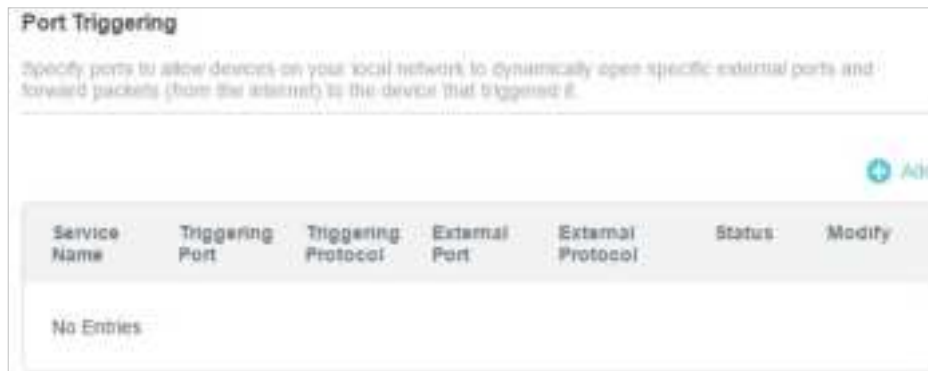 Port Triggering
Specify ports to allow devices on your local network to dynamically open specific external ports and
forward packets (from the internet) to the device that triggered it.
Add
Service Name
Triggering Port
Triggering Protocol
External Port
External Protocol
Status
Modify
No Entries